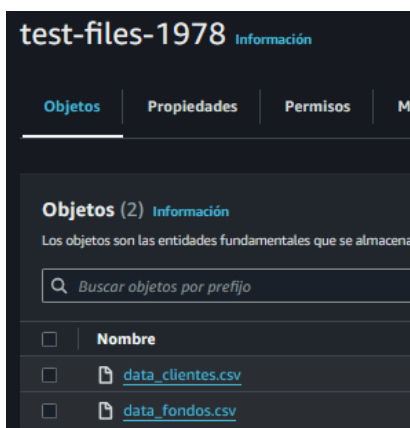 test-files-1978 Información
Objetos Propiedades Permisos M
Objetos (2) Información
Los objetos son las entidades fundamentales que se almacena
Buscar objetos por prefijo
Nombre
data_clientes.csv
data_fondos.csv